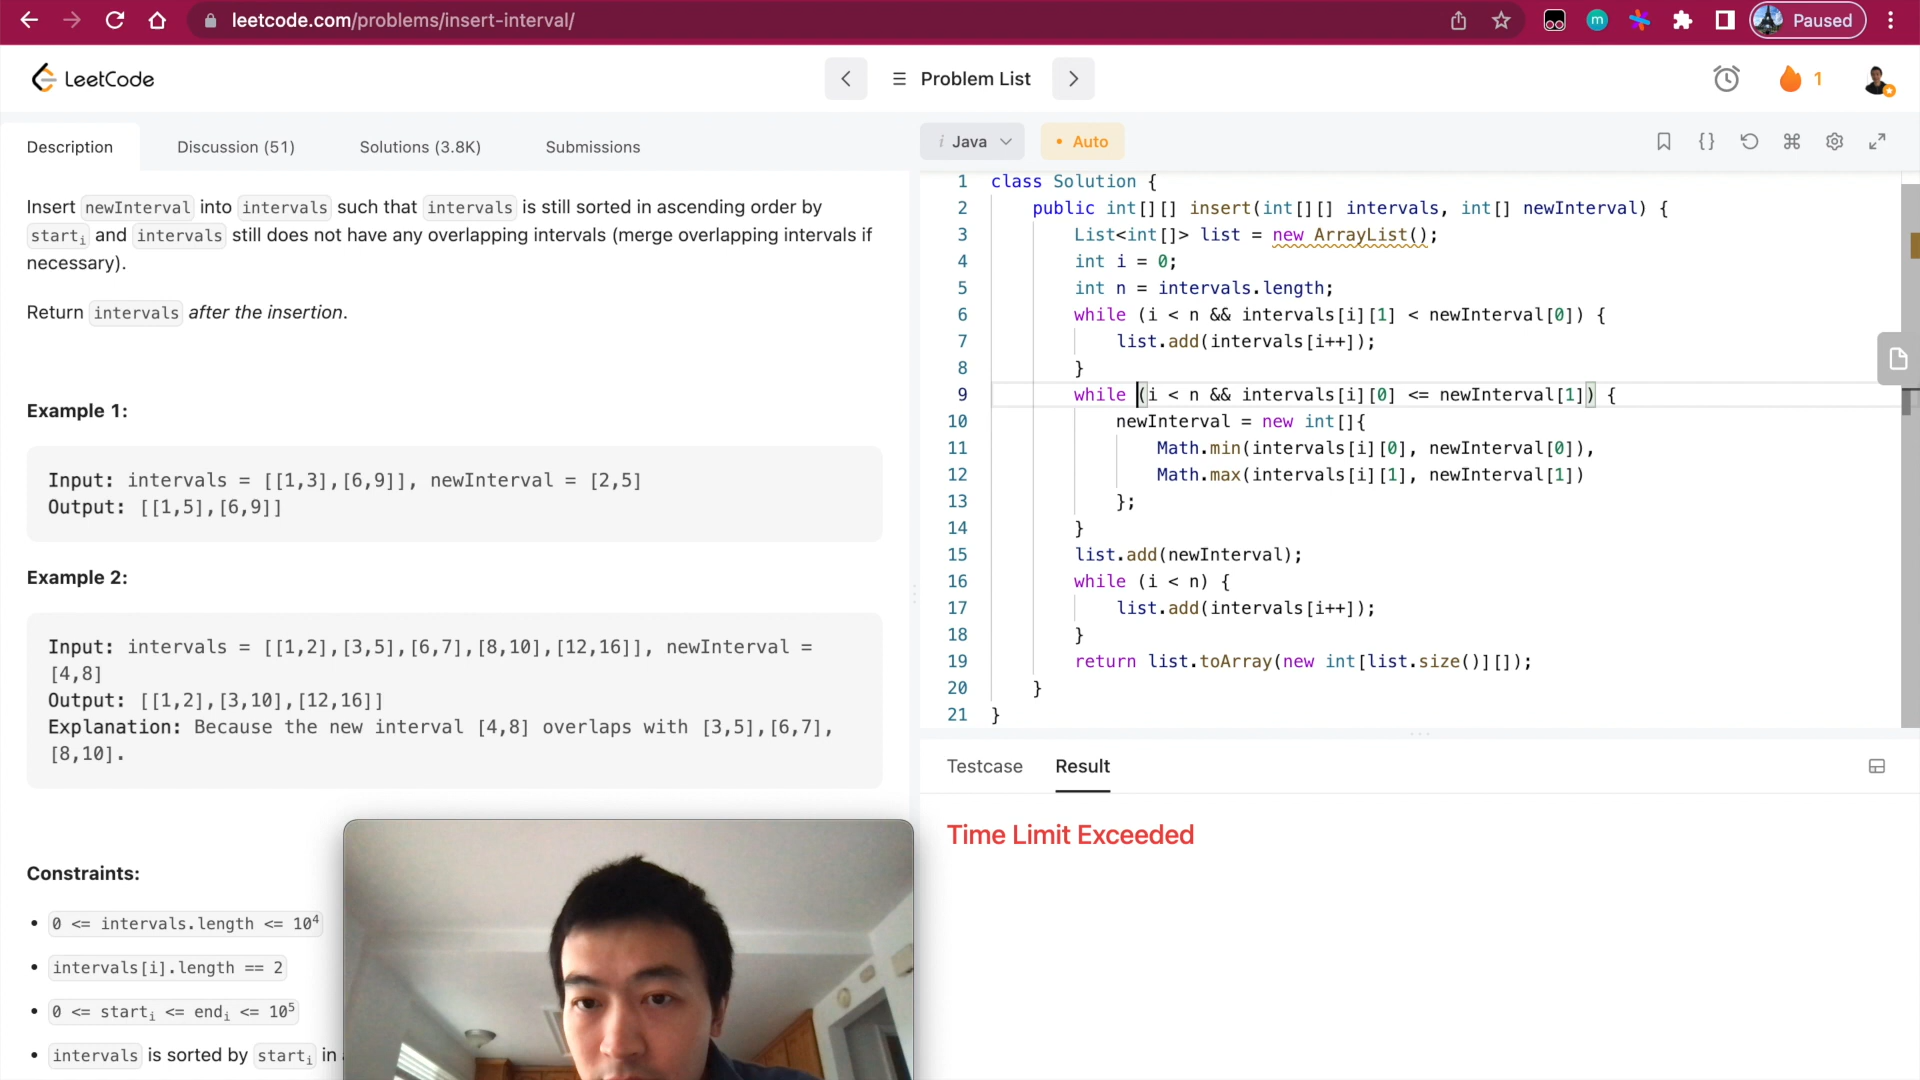 leetcode.com/problems/insert-interval/
m
Paused
LeetCode
Problem List
1
Description
Discussion (51)
Solutions (3.8K)
Submissions
Insert newInterval into intervals such that intervals is still sorted in ascending order by
starti and intervals still does not have any overlapping intervals (merge overlapping intervals if
necessary).
Return intervals after the insertion.
Example 1:
Input: intervals = [[1,3],[6,9]], newInterval = [2,5]
Output: [[1,5],[6,9]]
Example 2:
Input: intervals = [[1,2],[3,5],[6,7],[8,10],[12,16]], newInterval =
[4,8]
Output: [[1,2],[3,10],[12,16]]
Explanation: Because the new interval [4,8] overlaps with [3,5],[6,7],
[8,10].
Constraints:
• 0 <= intervals.length <= 10⁴
• intervals[i].length == 2
• 0 <= starti <= endi <= 10⁵
• intervals is sorted by starti in
i Java
• Auto
{}
1 class Solution {
2 public int[][] insert(int[][] intervals, int[] newInterval) {
3 List<int[]> list = new ArrayList();
4 int i = 0;
5 int n = intervals.length;
6 while (i < n && intervals[i][1] < newInterval[0]) {
7 list.add(intervals[i++]);
8 }
9 while (i < n && intervals[i][0] <= newInterval[1]) {
10 newInterval = new int[]{
11 Math.min(intervals[i][0], newInterval[0]),
12 Math.max(intervals[i][1], newInterval[1])
13 };
14 }
15 list.add(newInterval);
16 while (i < n) {
17 list.add(intervals[i++]);
18 }
19 return list.toArray(new int[list.size()][]);
20 }
21 }
Testcase
Result
Time Limit Exceeded